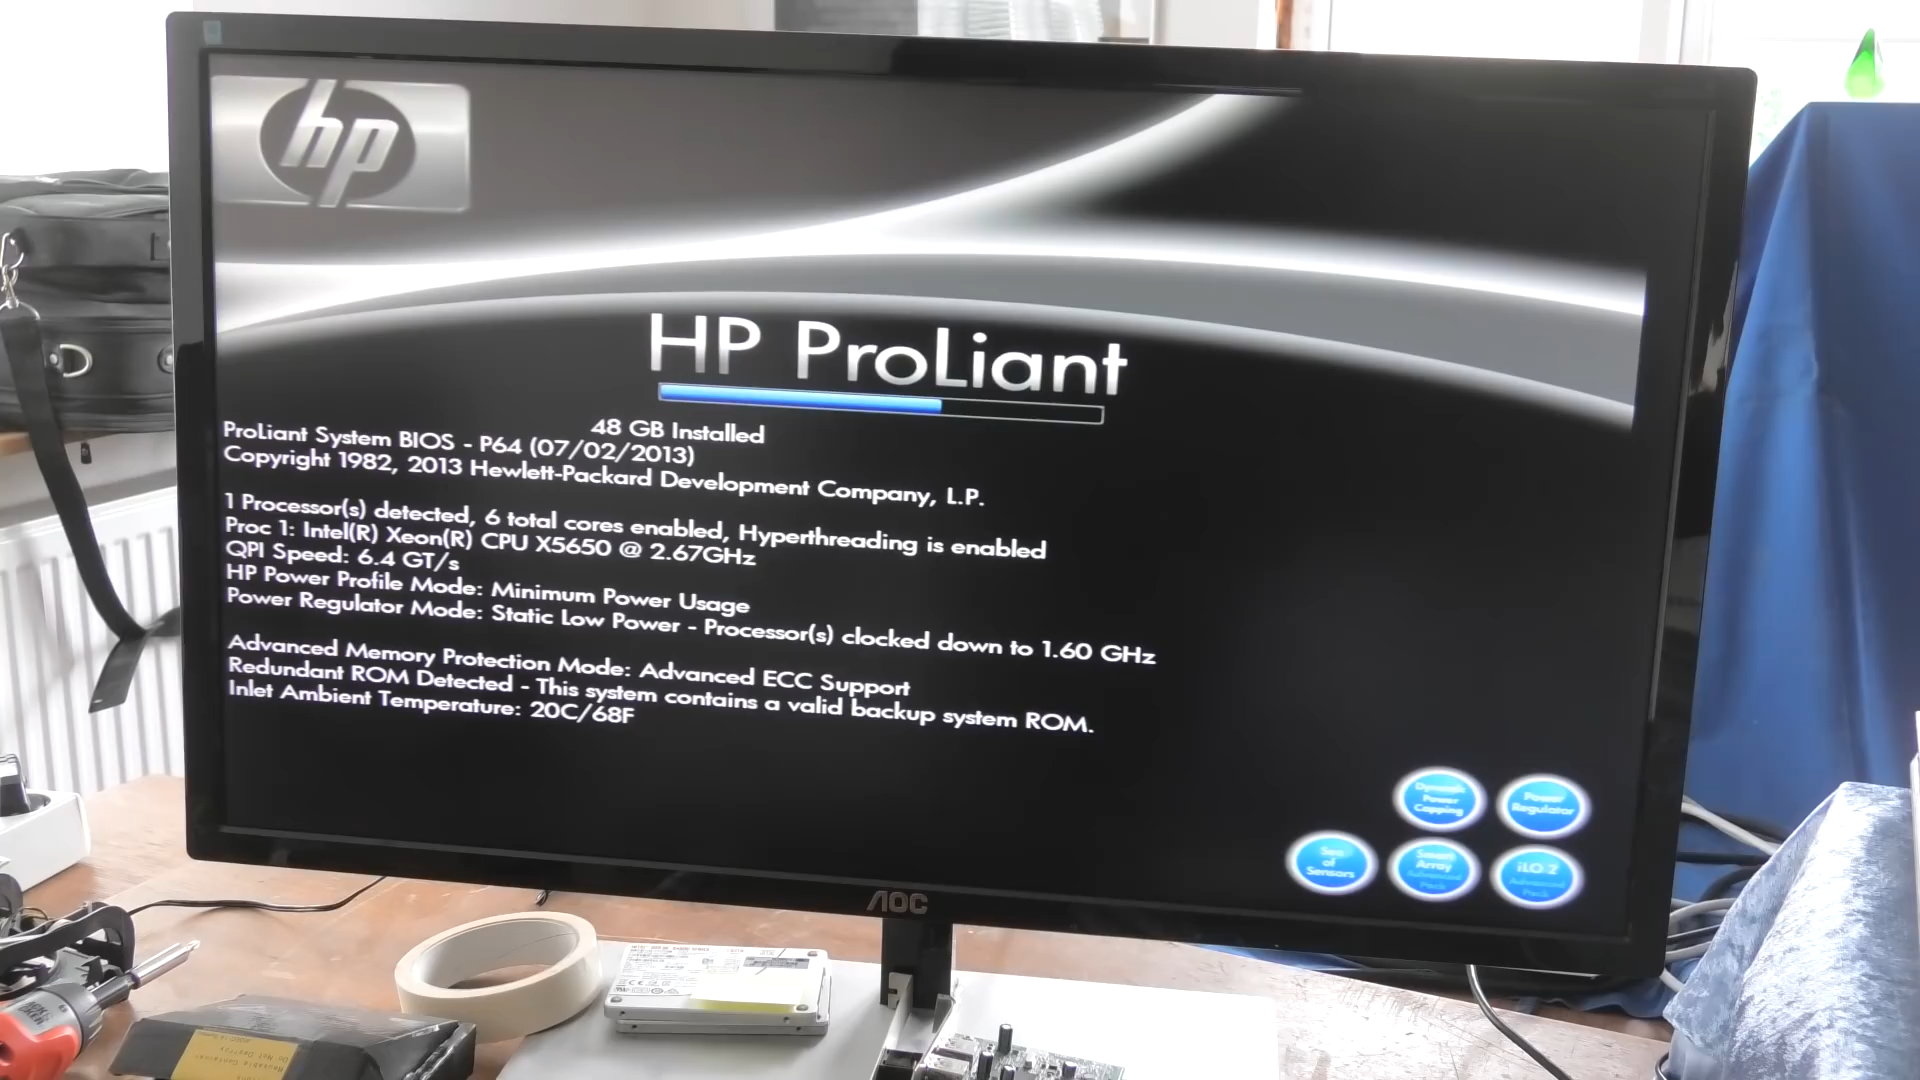 hp
HP ProLiant
48 GB Installed
ProLiant System BIOS - P64 (07/02/2013)
Copyright 1982, 2013 Hewlett-Packard Development Company, L.P.
1 Processor(s) detected, 6 total cores enabled, Hyperthreading is enabled
Proc 1: Intel(R) Xeon(R) CPU X5650 @ 2.67GHz
QPI Speed: 6.4 GT/s
HP Power Profile Mode: Minimum Power Usage
Power Regulator Mode: Static Low Power - Processor(s) clocked down to 1.60 GHz
Advanced Memory Protection Mode: Advanced ECC Support
Redundant ROM Detected - This system contains a valid backup system ROM.
Inlet Ambient Temperature: 20C/68F
Dynamic
Power
Capping
Power
Regulator
Sea
of
Sensors
Smart
Array
Advanced
Pack
iLO 2
Advanced
Pack
AOC